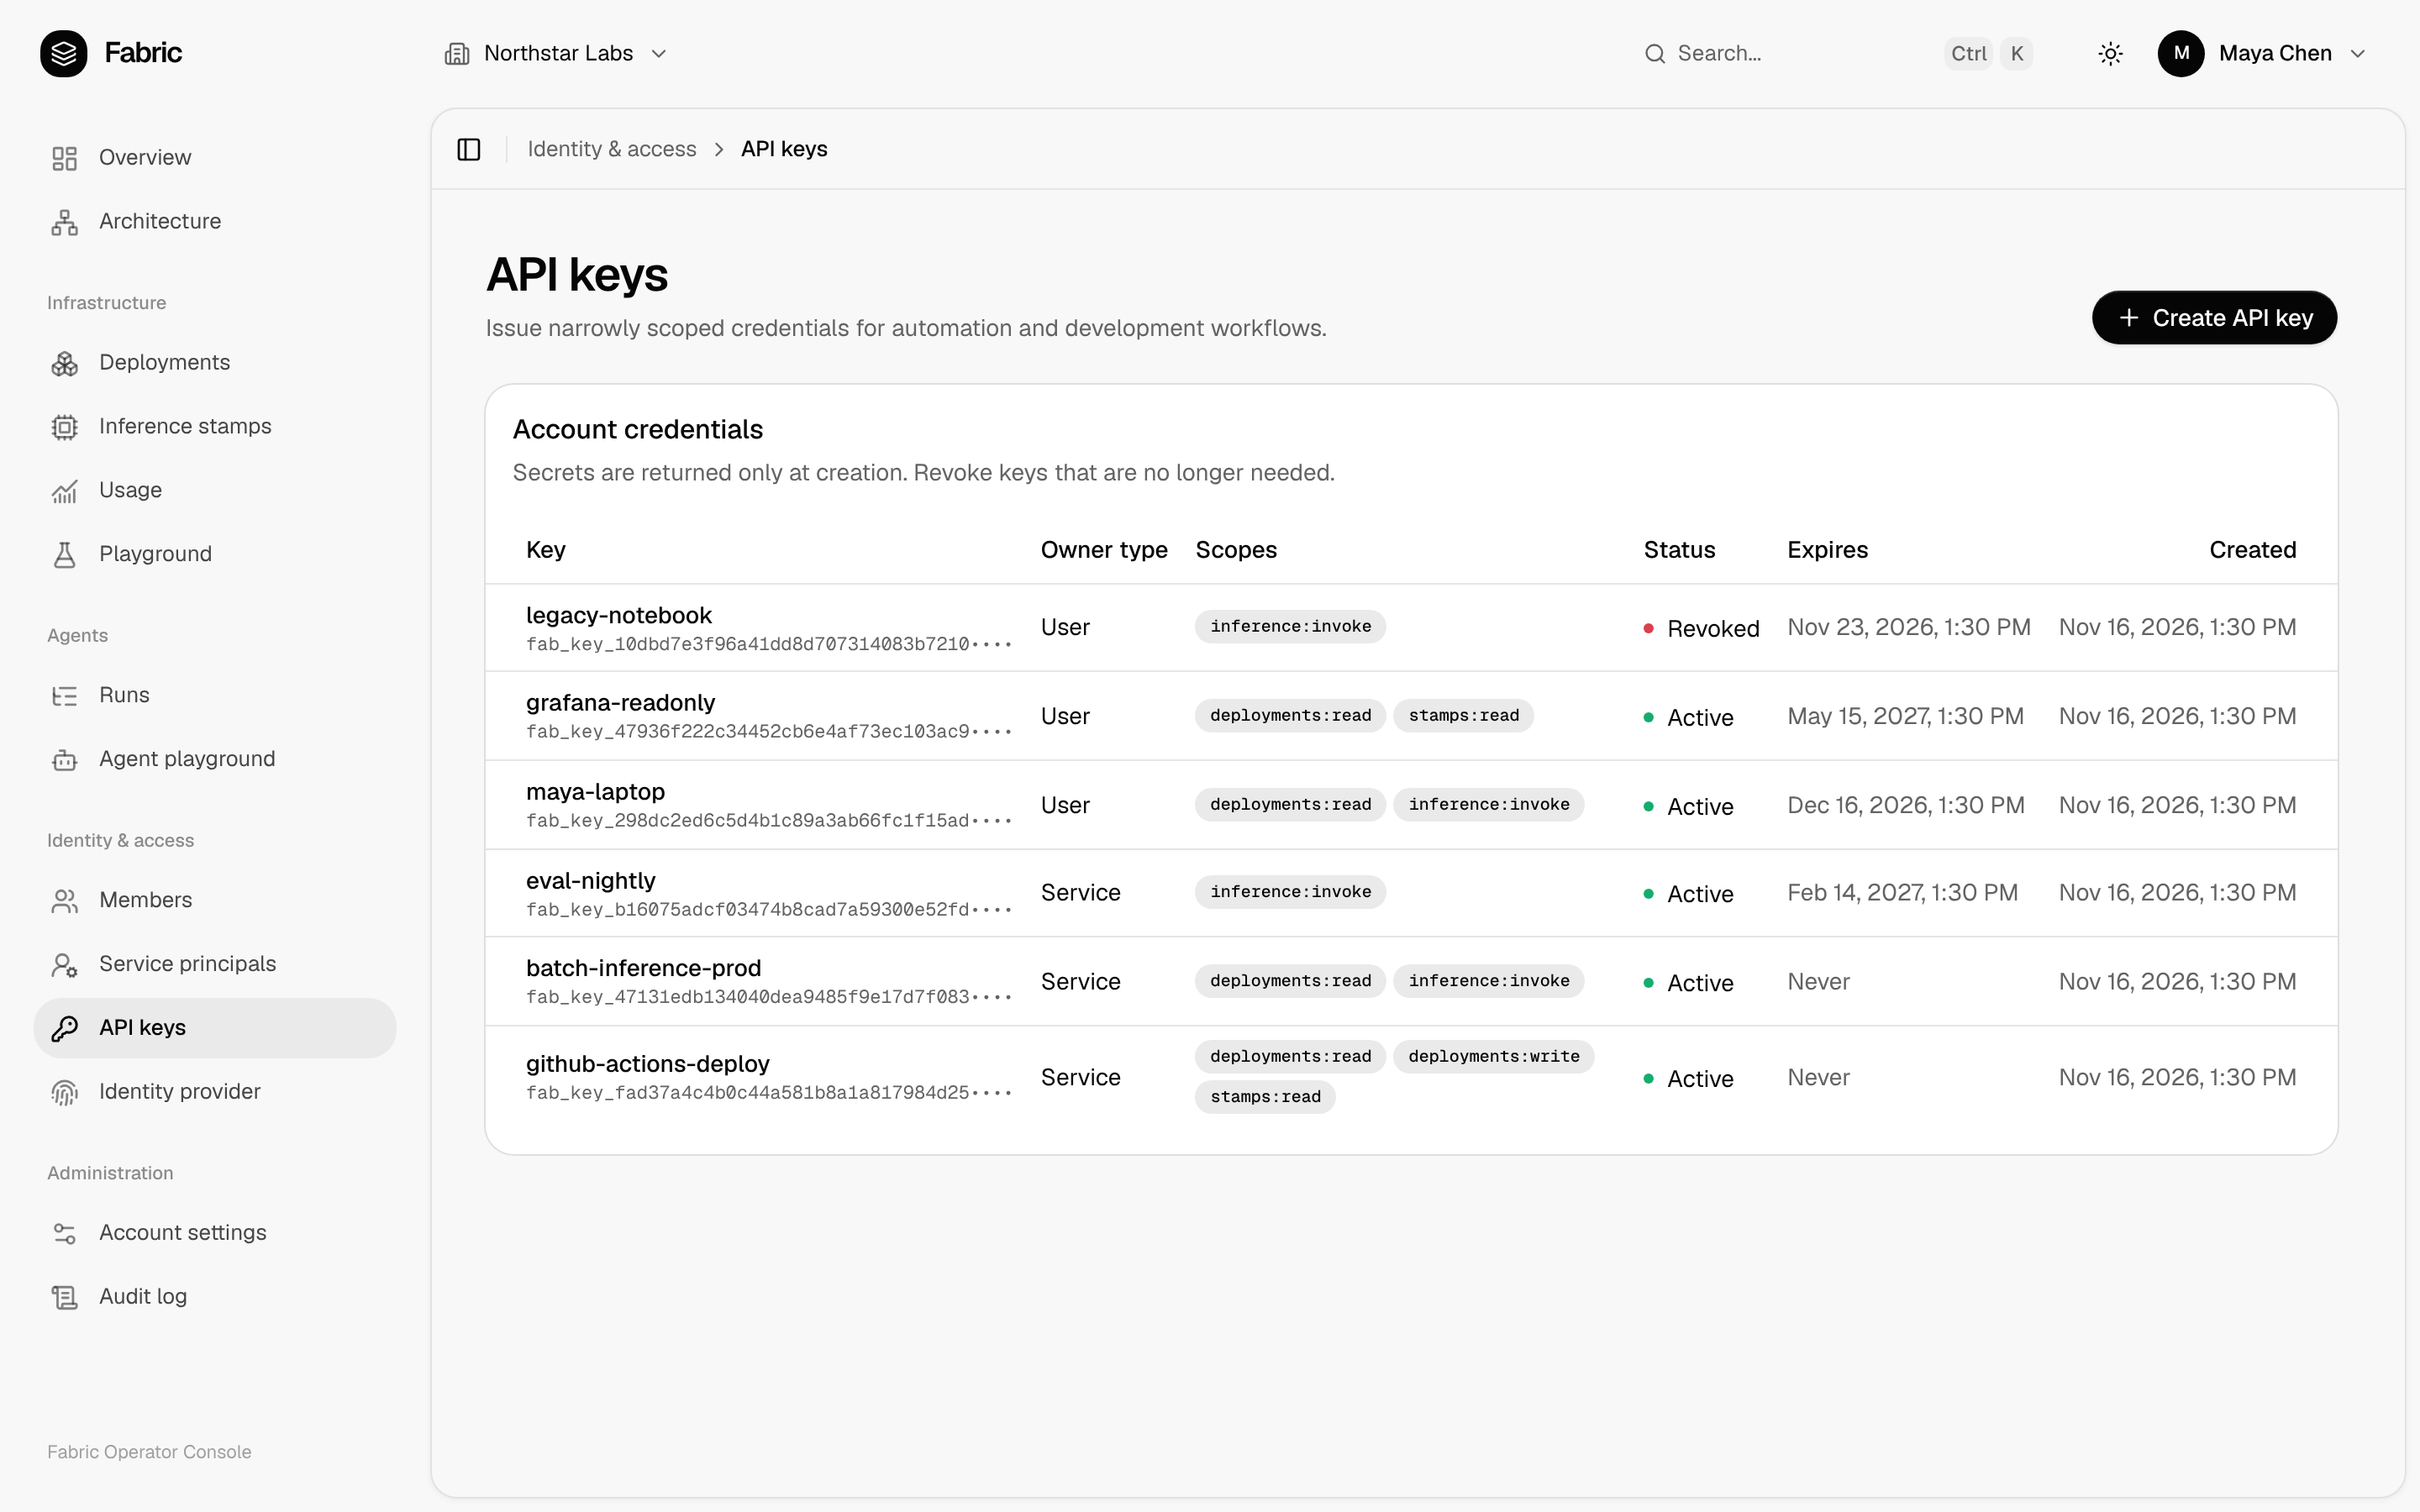 Fabric
Northstar Labs
Search...
Ctrl K
M
Maya Chen
Overview
Architecture
Infrastructure
Deployments
Inference stamps
Usage
Playground
Agents
Runs
Agent playground
Identity & access
Members
Service principals
API keys
Identity provider
Administration
Account settings
Audit log
Fabric Operator Console
Identity & access > API keys
API keys
Issue narrowly scoped credentials for automation and development workflows.
+ Create API key
Account credentials
Secrets are returned only at creation. Revoke keys that are no longer needed.
Key Owner type Scopes Status Expires Created
legacy-notebook
fab_key_10dbd7e3f96a41dd8d707314083b7210••••
User inference:invoke Revoked Nov 23, 2026, 1:30 PM Nov 16, 2026, 1:30 PM
grafana-readonly
fab_key_47936f222c34452cb6e4af73ec103ac9••••
User deployments:read stamps:read Active May 15, 2027, 1:30 PM Nov 16, 2026, 1:30 PM
maya-laptop
fab_key_298dc2ed6c5d4b1c89a3ab66fc1f15ad••••
User deployments:read inference:invoke Active Dec 16, 2026, 1:30 PM Nov 16, 2026, 1:30 PM
eval-nightly
fab_key_b16075adcf03474b8cad7a59300e52fd••••
Service inference:invoke Active Feb 14, 2027, 1:30 PM Nov 16, 2026, 1:30 PM
batch-inference-prod
fab_key_47131edb134040dea9485f9e17d7f083••••
Service deployments:read inference:invoke Active Never Nov 16, 2026, 1:30 PM
github-actions-deploy
fab_key_fad37a4c4b0c44a581b8a1a817984d25••••
Service deployments:read deployments:write stamps:read Active Never Nov 16, 2026, 1:30 PM